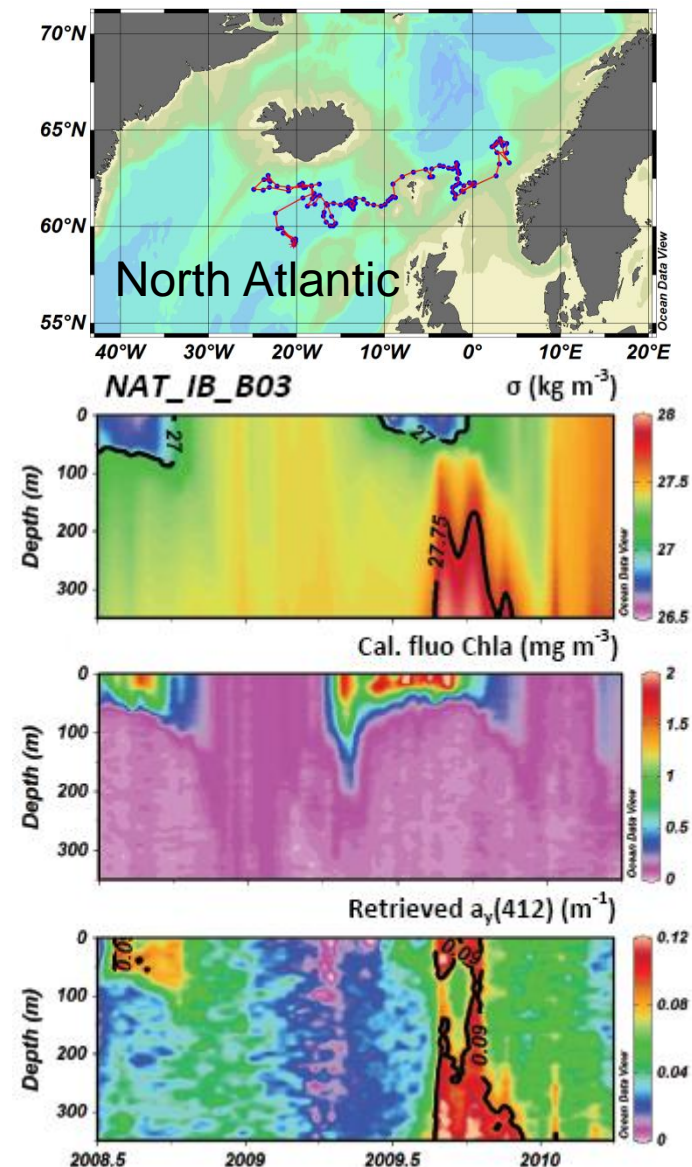 70°N
65°N
60°N
North Atlantic
55°N
Ocean Data View
40°W 30°W 20°W 10°W 0° 10°E 20°E
NAT_IB_B03 σ (kg m⁻³)
0
100
200
300
Depth (m)
27
27
27.75
28
27.5
27
26.5
Ocean Data View
Cal. fluo Chla (mg m⁻³)
0
100
200
300
Depth (m)
2
1.5
1
0.5
0
Ocean Data View
Retrieved aᵧ(412) (m⁻¹)
0
100
200
300
Depth (m)
0.09
0.09
0.12
0.08
0.04
0
Ocean Data View
2008.5 2009 2009.5 2010